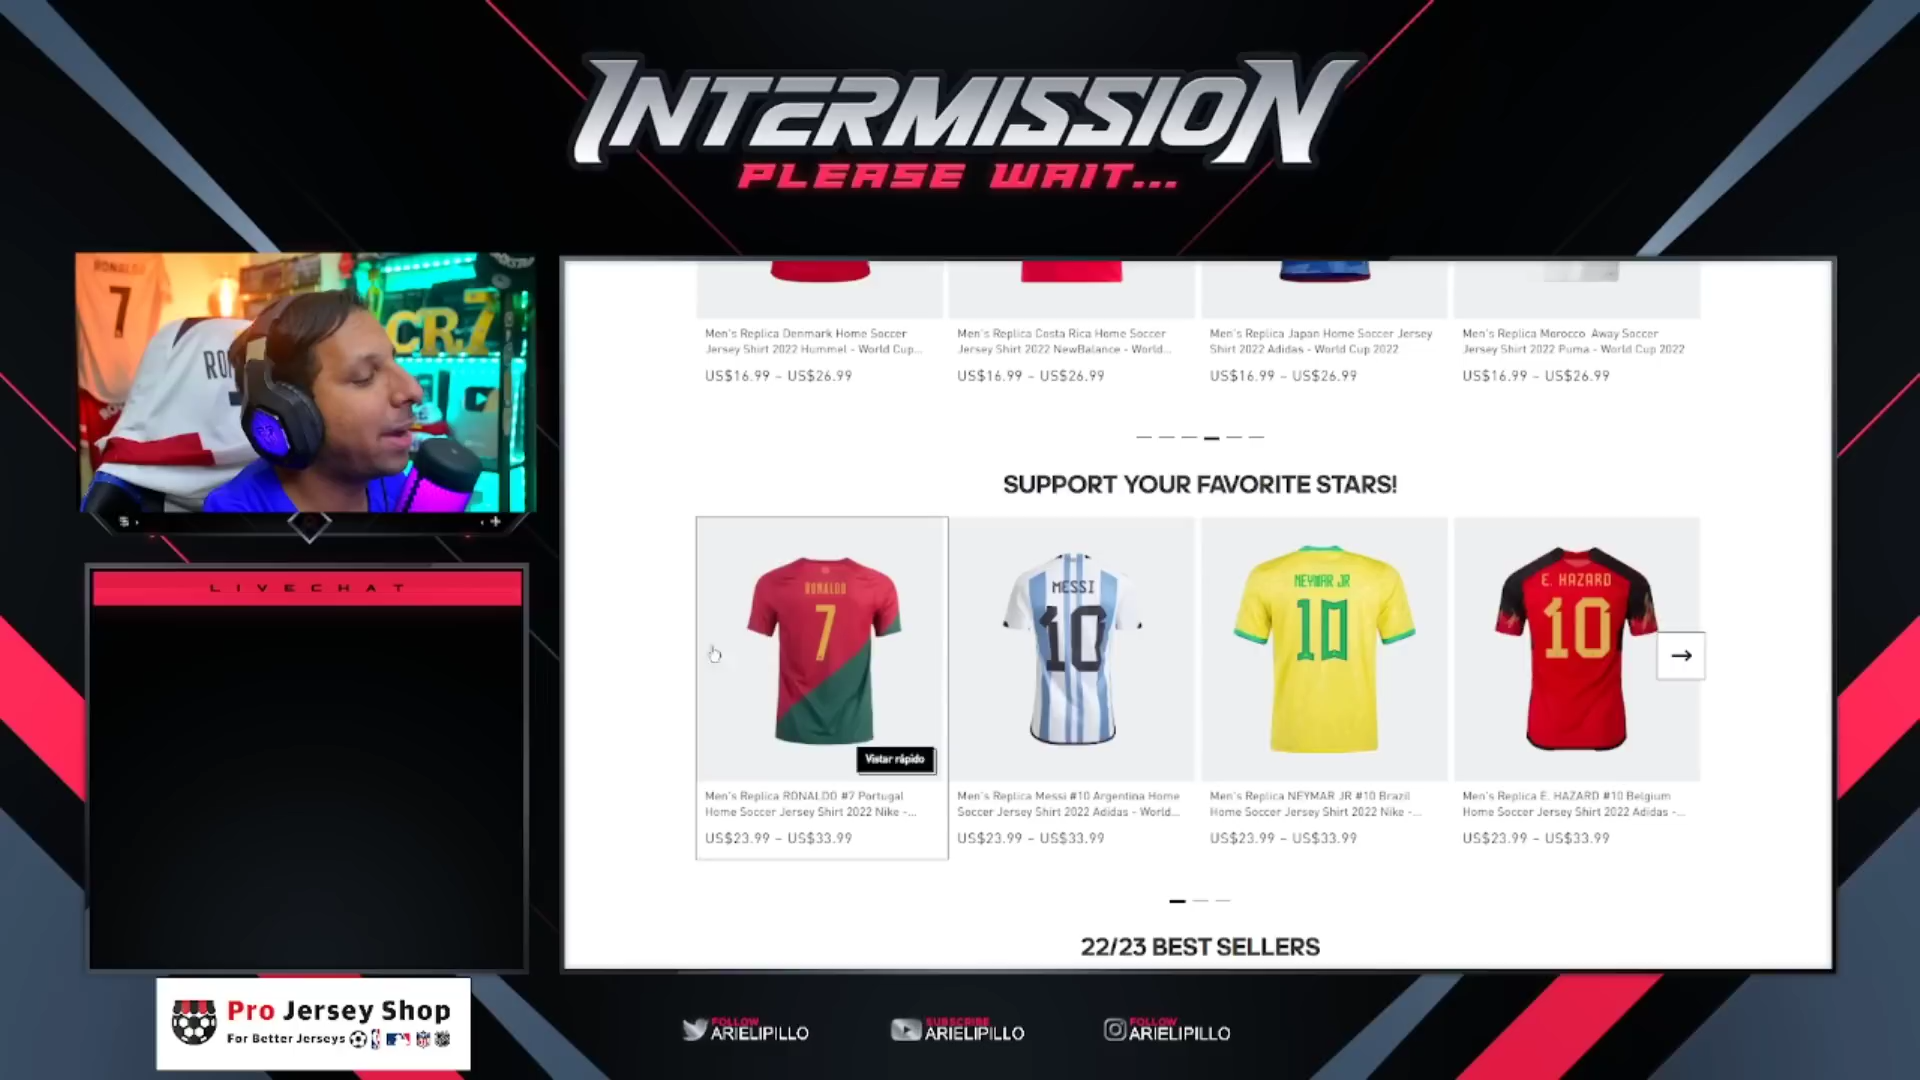 INTERMISSION
PLEASE WAIT...
RONALDO
7
CR7
Men's Replica Denmark Home Soccer
Jersey Shirt 2022 Hummel - World Cup...
US$16.99 – US$26.99
Men's Replica Costa Rica Home Soccer
Jersey Shirt 2022 NewBalance - World...
US$16.99 – US$26.99
Men's Replica Japan Home Soccer Jersey
Shirt 2022 Adidas - World Cup 2022
US$16.99 – US$26.99
Men's Replica Morocco Away Soccer
Jersey Shirt 2022 Puma - World Cup 2022
US$16.99 – US$26.99
SUPPORT YOUR FAVORITE STARS!
RONALDO
7
MESSI
10
NEYMAR JR
10
E. HAZARD
10
Vistar rápido
Men's Replica RONALDO #7 Portugal
Home Soccer Jersey Shirt 2022 Nike -...
US$23.99 – US$33.99
Men's Replica Messi #10 Argentina Home
Soccer Jersey Shirt 2022 Adidas - World...
US$23.99 – US$33.99
Men's Replica NEYMAR JR #10 Brazil
Home Soccer Jersey Shirt 2022 Nike -...
US$23.99 – US$33.99
Men's Replica E. HAZARD #10 Belgium
Home Soccer Jersey Shirt 2022 Adidas -...
US$23.99 – US$33.99
22/23 BEST SELLERS
LIVECHAT
Pro Jersey Shop
For Better Jerseys
FOLLOW
ARIELIPILLO
SUBSCRIBE
ARIELIPILLO
FOLLOW
ARIELIPILLO